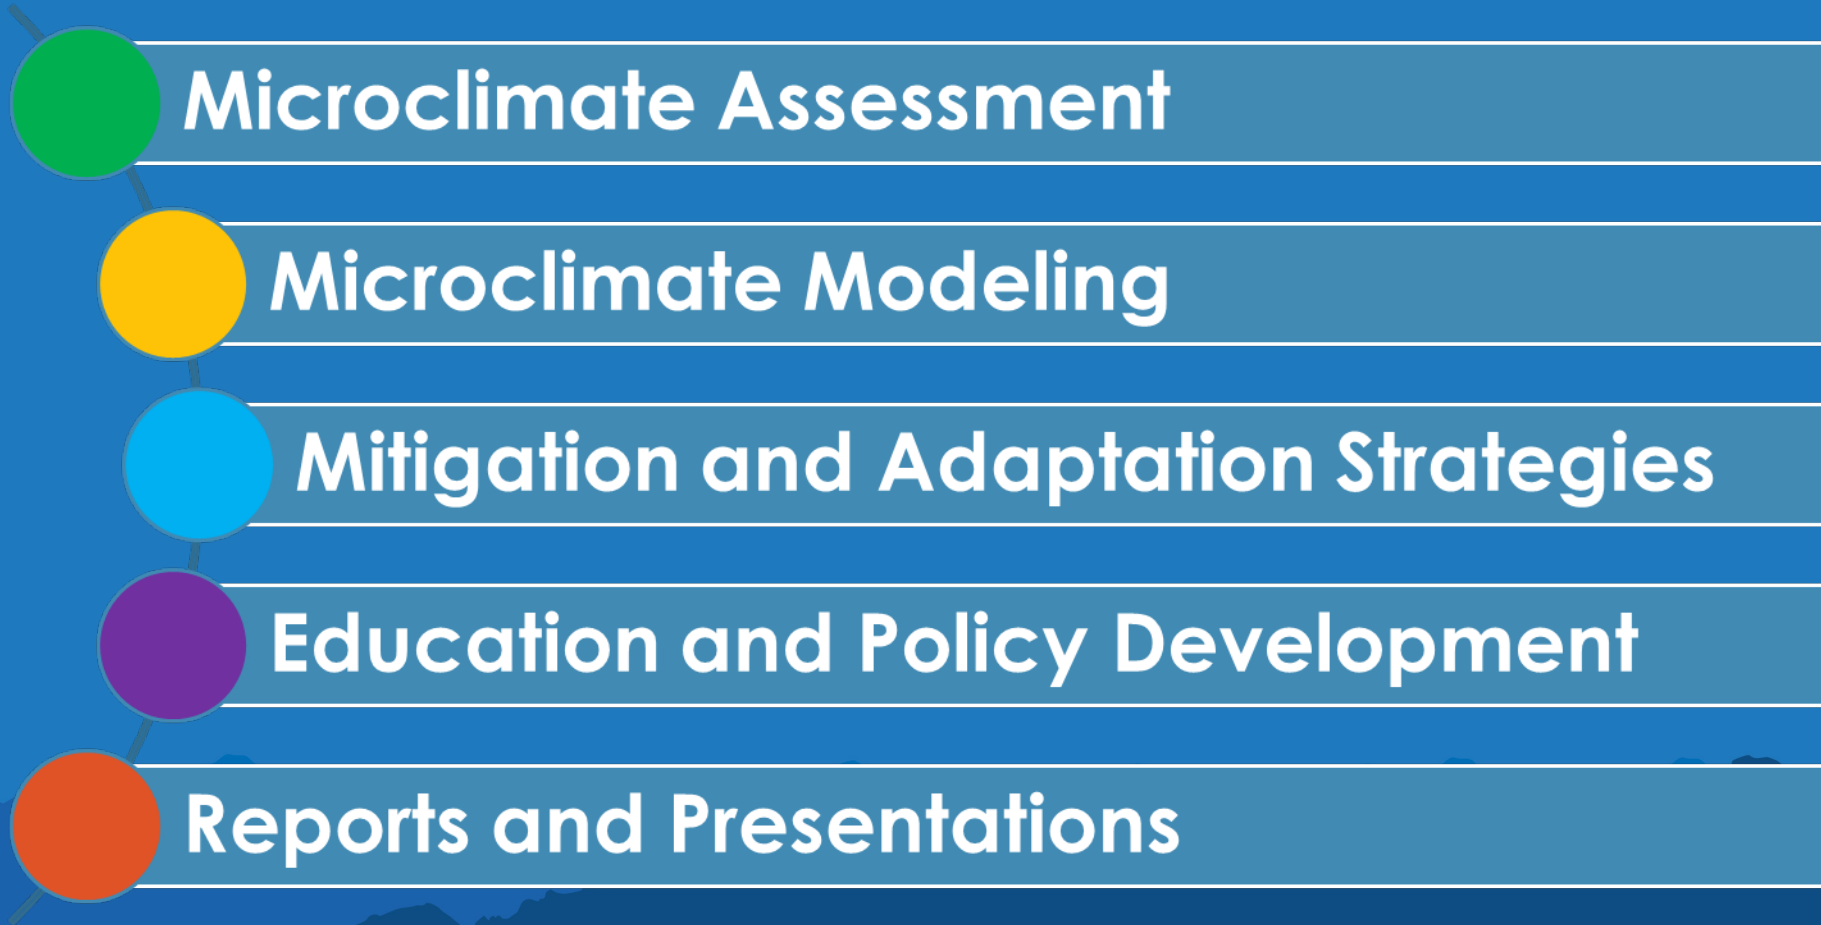 Microclimate Assessment
Microclimate Modeling
Mitigation and Adaptation Strategies
Education and Policy Development
Reports and Presentations